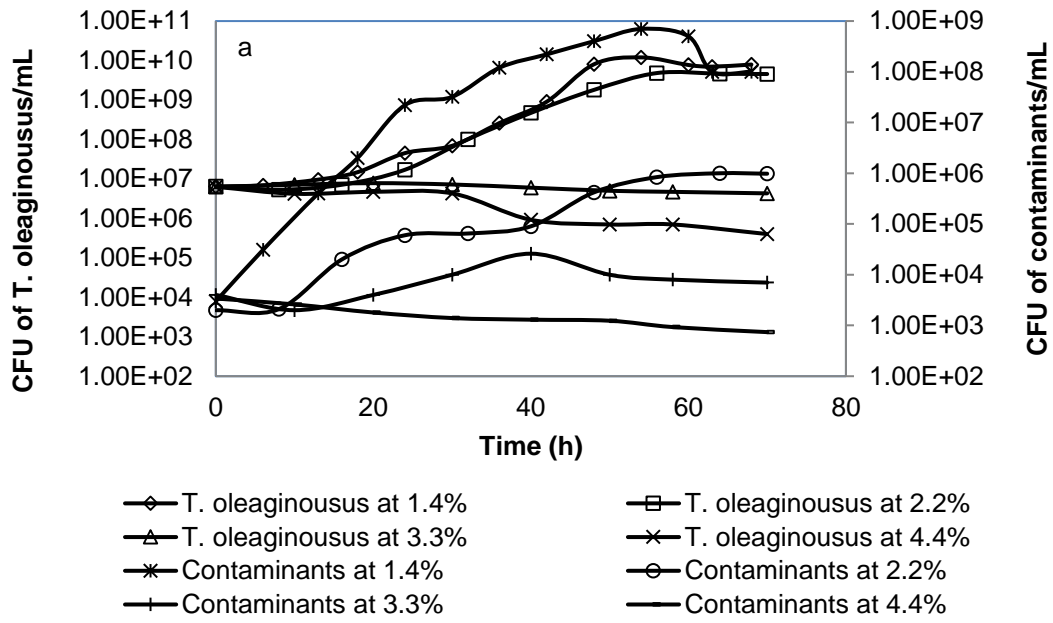 a
CFU of T. oleaginousus/mL
1.00E+11
1.00E+10
1.00E+09
1.00E+08
1.00E+07
1.00E+06
1.00E+05
1.00E+04
1.00E+03
1.00E+02
CFU of contaminants/mL
1.00E+09
1.00E+08
1.00E+07
1.00E+06
1.00E+05
1.00E+04
1.00E+03
1.00E+02
0 20 40 60 80
Time (h)
T. oleaginousus at 1.4%
T. oleaginousus at 2.2%
T. oleaginousus at 3.3%
T. oleaginousus at 4.4%
Contaminants at 1.4%
Contaminants at 2.2%
Contaminants at 3.3%
Contaminants at 4.4%